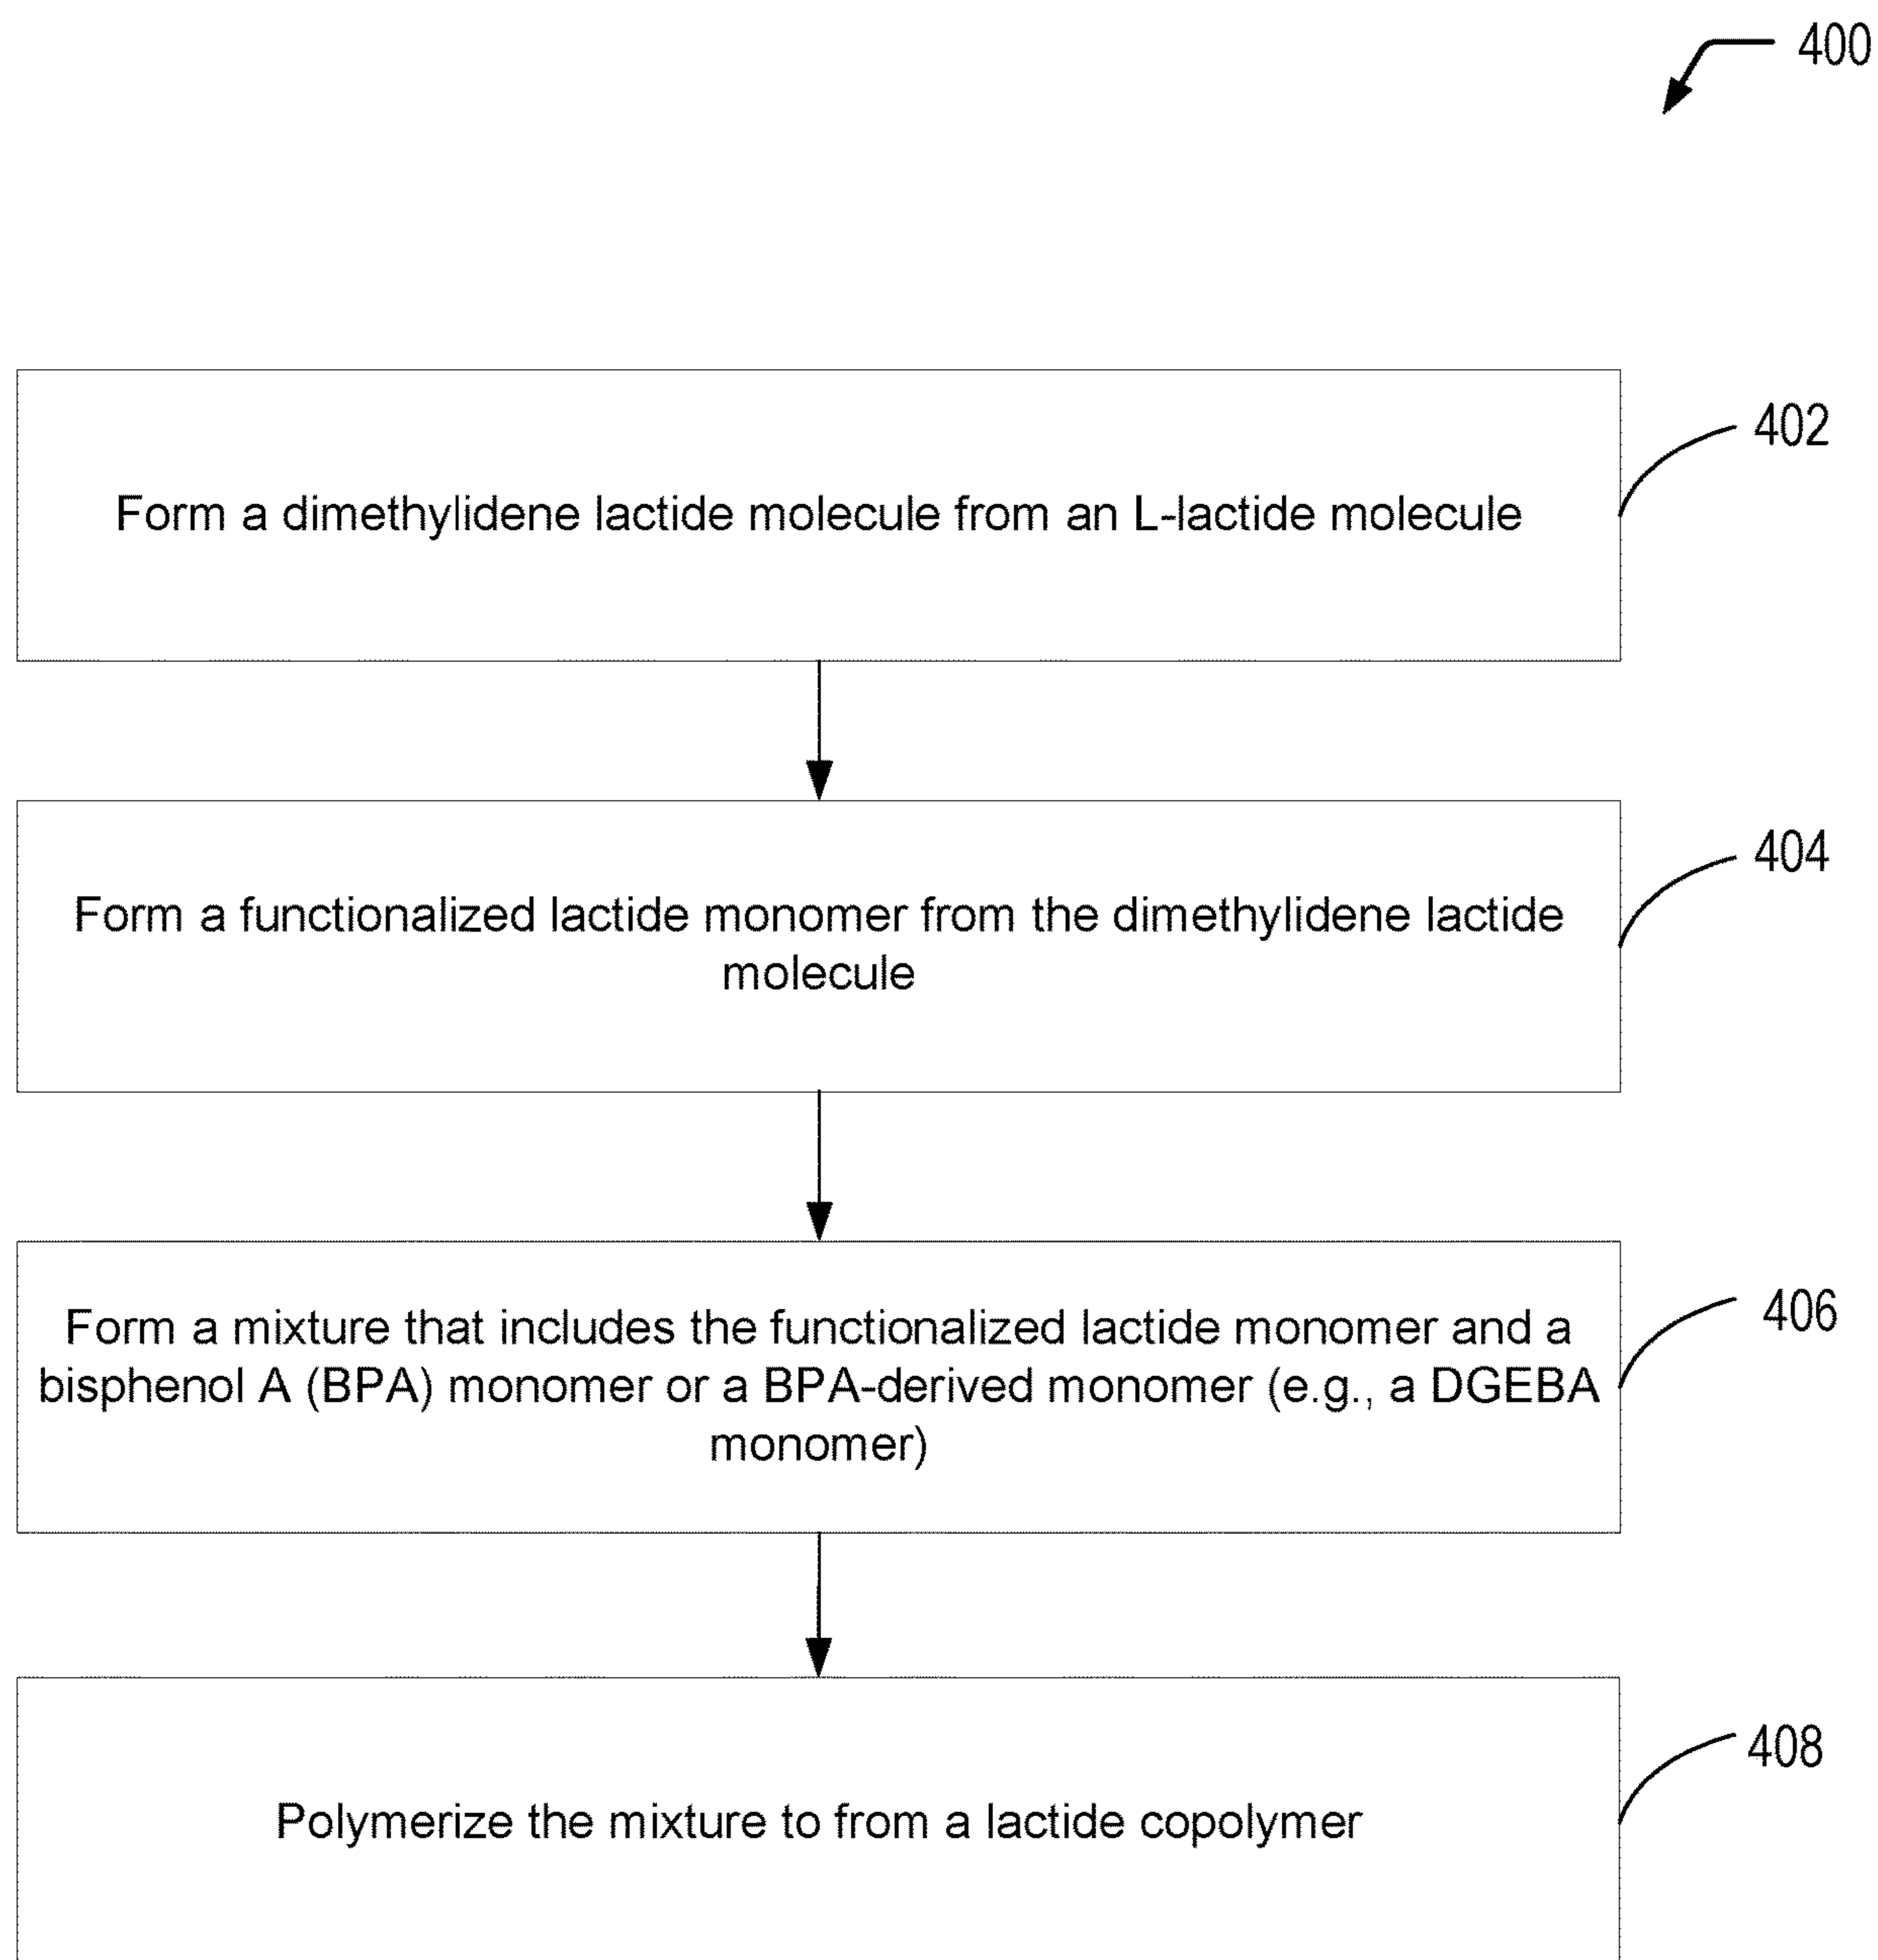 400
Form a dimethylidene lactide molecule from an L-lactide molecule
402
Form a functionalized lactide monomer from the dimethylidene lactide
molecule
404
Form a mixture that includes the functionalized lactide monomer and a
bisphenol A (BPA) monomer or a BPA-derived monomer (e.g., a DGEBA
monomer)
406
Polymerize the mixture to from a lactide copolymer
408